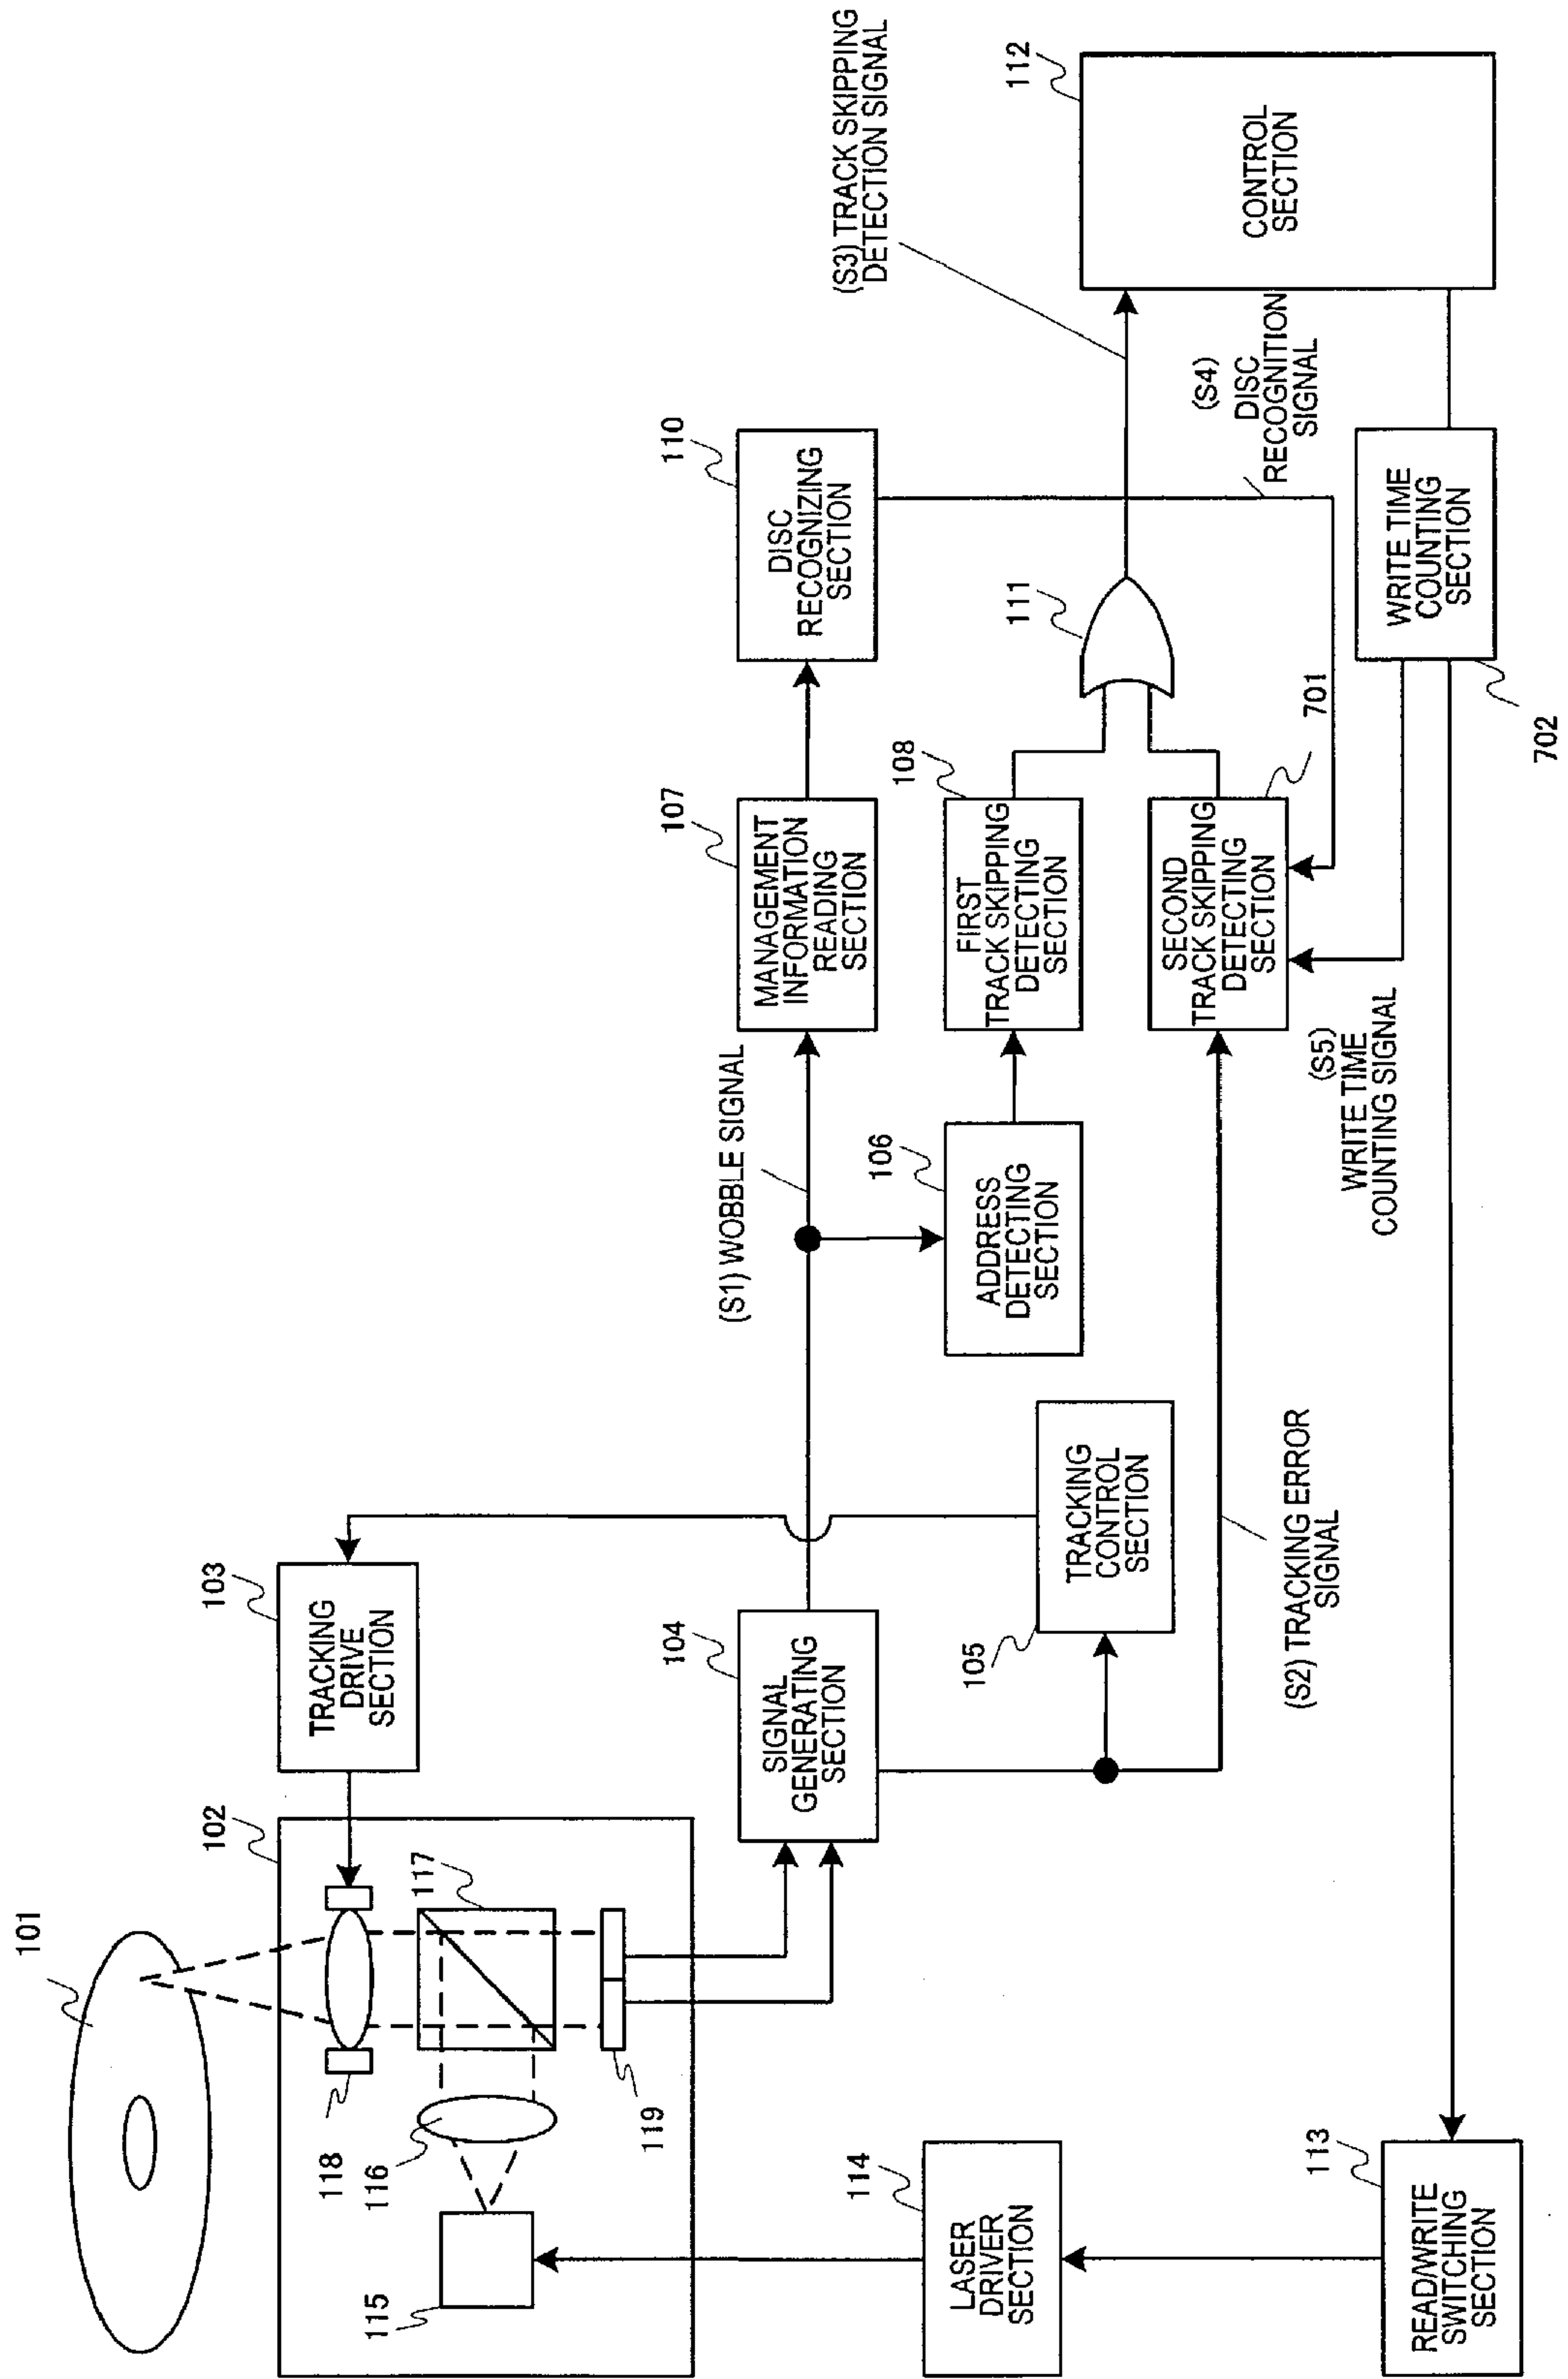 101
102
103
TRACKING
DRIVE
SECTION
117
118
116
115
119
104
SIGNAL
GENERATING
SECTION
105
TRACKING
CONTROL
SECTION
(S1) WOBBLE SIGNAL
106
ADDRESS
DETECTING
SECTION
(S2) TRACKING ERROR
SIGNAL
107
MANAGEMENT
INFORMATION
READING
SECTION
110
DISC
RECOGNIZING
SECTION
108
FIRST
TRACK SKIPPING
DETECTING
SECTION
SECOND
TRACK SKIPPING
DETECTING
SECTION
701
111
(S3) TRACK SKIPPING
DETECTION SIGNAL
(S4)
DISC
RECOGNITION
SIGNAL
112
CONTROL
SECTION
(S5)
WRITE TIME
COUNTING SIGNAL
WRITE TIME
COUNTING
SECTION
702
114
LASER
DRIVER
SECTION
113
READ/WRITE
SWITCHING
SECTION